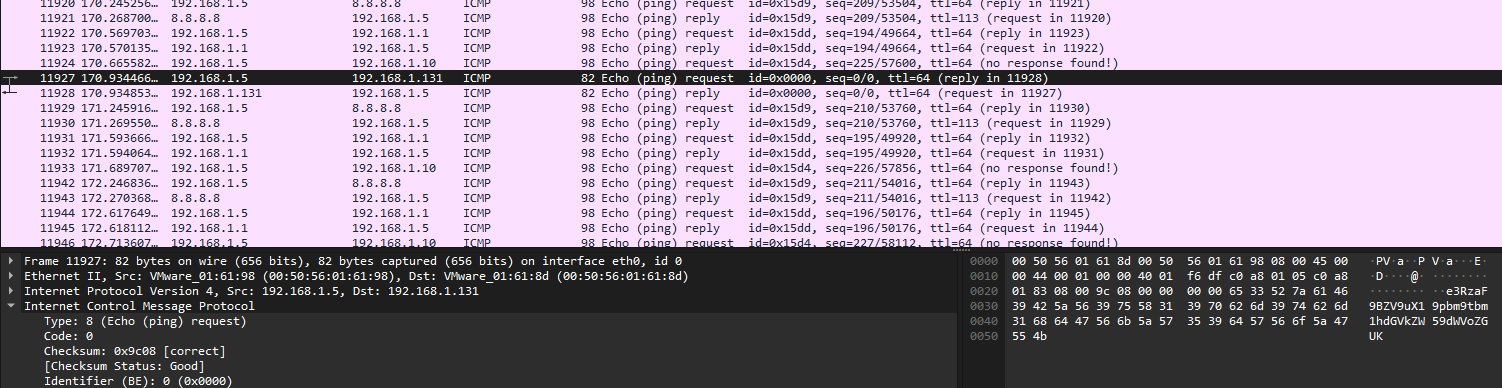 11920 170.245256… 192.168.1.5 8.8.8.8 ICMP 98 Echo (ping) request id=0x15d9, seq=209/53504, ttl=64 (reply in 11921)
11921 170.268700… 8.8.8.8 192.168.1.5 ICMP 98 Echo (ping) reply id=0x15d9, seq=209/53504, ttl=113 (request in 11920)
11922 170.569703… 192.168.1.5 192.168.1.1 ICMP 98 Echo (ping) request id=0x15dd, seq=194/49664, ttl=64 (reply in 11923)
11923 170.570135… 192.168.1.1 192.168.1.5 ICMP 98 Echo (ping) reply id=0x15dd, seq=194/49664, ttl=64 (request in 11922)
11924 170.665582… 192.168.1.5 192.168.1.10 ICMP 98 Echo (ping) request id=0x15d4, seq=225/57600, ttl=64 (no response found!)
11927 170.934466… 192.168.1.5 192.168.1.131 ICMP 82 Echo (ping) request id=0x0000, seq=0/0, ttl=64 (reply in 11928)
11928 170.934853… 192.168.1.131 192.168.1.5 ICMP 82 Echo (ping) reply id=0x0000, seq=0/0, ttl=64 (request in 11927)
11929 171.245916… 192.168.1.5 8.8.8.8 ICMP 98 Echo (ping) request id=0x15d9, seq=210/53760, ttl=64 (reply in 11930)
11930 171.269550… 8.8.8.8 192.168.1.5 ICMP 98 Echo (ping) reply id=0x15d9, seq=210/53760, ttl=113 (request in 11929)
11931 171.593666… 192.168.1.5 192.168.1.1 ICMP 98 Echo (ping) request id=0x15dd, seq=195/49920, ttl=64 (reply in 11932)
11932 171.594064… 192.168.1.1 192.168.1.5 ICMP 98 Echo (ping) reply id=0x15dd, seq=195/49920, ttl=64 (request in 11931)
11933 171.689707… 192.168.1.5 192.168.1.10 ICMP 98 Echo (ping) request id=0x15d4, seq=226/57856, ttl=64 (no response found!)
11942 172.246836… 192.168.1.5 8.8.8.8 ICMP 98 Echo (ping) request id=0x15d9, seq=211/54016, ttl=64 (reply in 11943)
11943 172.270368… 8.8.8.8 192.168.1.5 ICMP 98 Echo (ping) reply id=0x15d9, seq=211/54016, ttl=113 (request in 11942)
11944 172.617649… 192.168.1.5 192.168.1.1 ICMP 98 Echo (ping) request id=0x15dd, seq=196/50176, ttl=64 (reply in 11945)
11945 172.618112… 192.168.1.1 192.168.1.5 ICMP 98 Echo (ping) reply id=0x15dd, seq=196/50176, ttl=64 (request in 11944)
11946 172.713607… 192.168.1.5 192.168.1.10 ICMP 98 Echo (ping) request id=0x15d4, seq=227/58112, ttl=64 (no response found!)
Frame 11927: 82 bytes on wire (656 bits), 82 bytes captured (656 bits) on interface eth0, id 0
Ethernet II, Src: VMware_01:61:98 (00:50:56:01:61:98), Dst: VMware_01:61:8d (00:50:56:01:61:8d)
Internet Protocol Version 4, Src: 192.168.1.5, Dst: 192.168.1.131
Internet Control Message Protocol
Type: 8 (Echo (ping) request)
Code: 0
Checksum: 0x9c08 [correct]
[Checksum Status: Good]
Identifier (BE): 0 (0x0000)
0000 00 50 56 01 61 8d 00 50 56 01 61 98 08 00 45 00 ·PV·a··P V·a···E·
0010 00 44 00 01 00 00 40 01 f6 df c0 a8 01 05 c0 a8 ·D····@· ········
0020 01 83 08 00 9c 08 00 00 00 00 65 33 52 7a 61 46 ········ ··e3RzaF
0030 39 42 5a 56 39 75 58 31 39 70 62 6d 39 74 62 6d 9BZV9uX1 9pbm9tbm
0040 31 68 64 47 56 6b 5a 57 35 39 64 57 56 6f 5a 47 1hdGVkZW 59dWVoZG
0050 55 4b UK